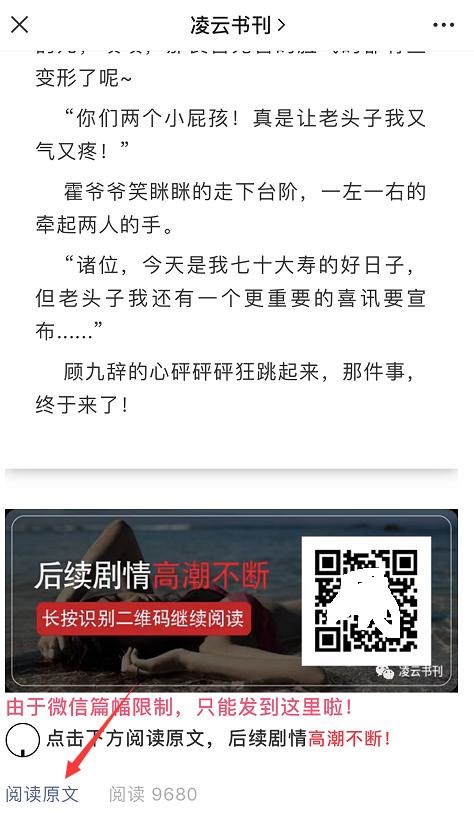 凌云书刊
变形了呢~
“你们两个小屁孩！真是让老头子我又
气又疼！”
霍爷爷笑眯眯的走下台阶，一左一右的
牵起两人的手。
“诸位，今天是我七十大寿的好日子，
但老头子我还有一个更重要的喜讯要宣
布......”
顾九辞的心砰砰砰狂跳起来，那件事，
终于来了！
后续剧情高潮不断
长按识别二维码继续阅读
凌云书刊
由于微信篇幅限制，只能发到这里啦！
点击下方阅读原文，后续剧情高潮不断！
阅读原文 阅读 9680